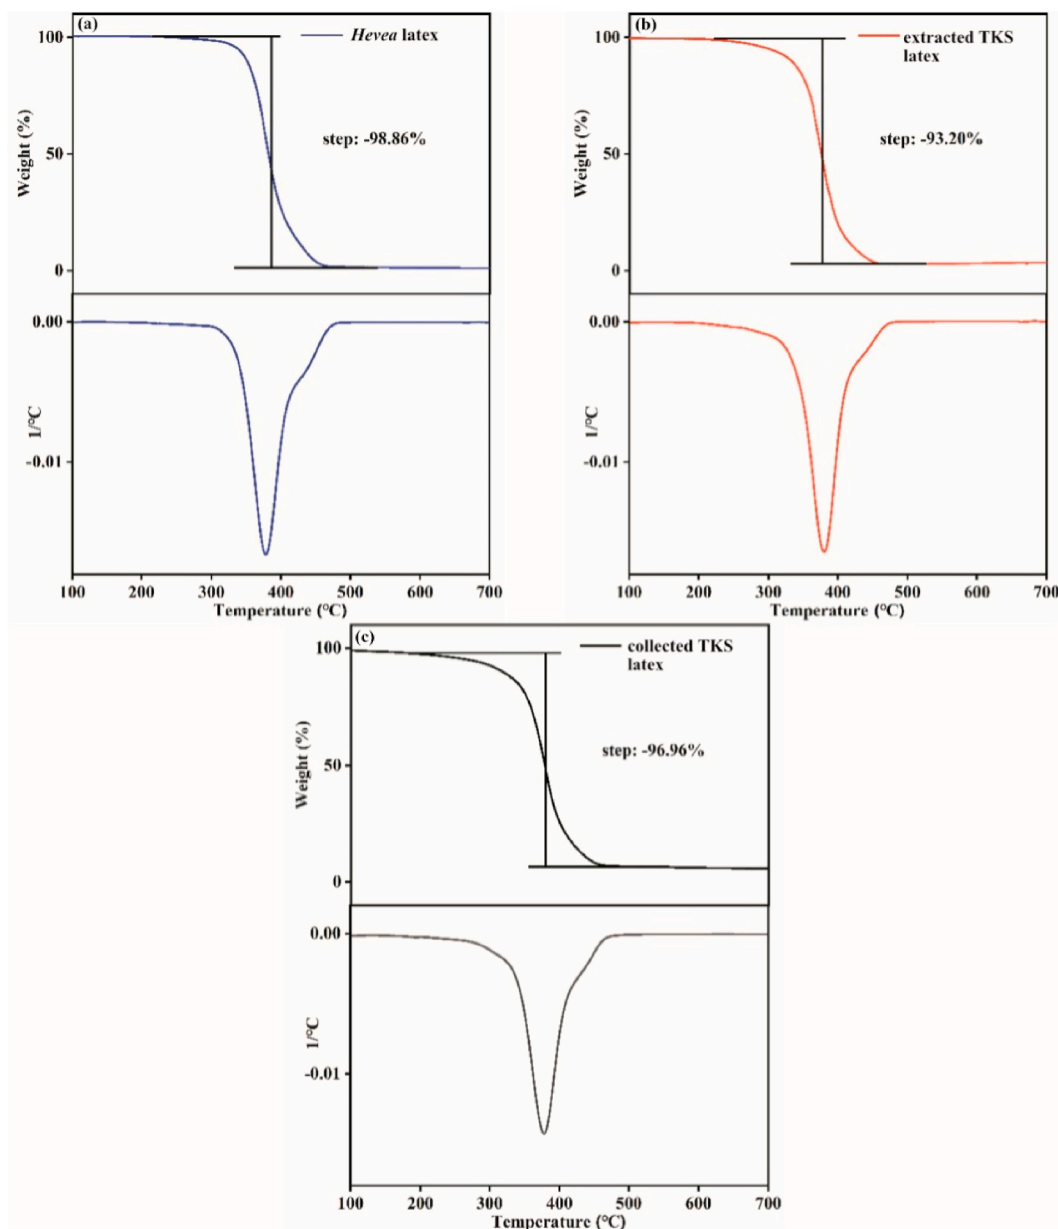 (a)
Hevea latex
100
50
0
Weight (%)
step: -98.86%
0.00
-0.01
1/°C
100 200 300 400 500 600 700
Temperature (°C)
(b)
extracted TKS
latex
100
50
0
Weight (%)
step: -93.20%
0.00
-0.01
1/°C
100 200 300 400 500 600 700
Temperature (°C)
(c)
collected TKS
latex
100
50
0
Weight (%)
step: -96.96%
0.00
-0.01
1/°C
100 200 300 400 500 600 700
Temperature (°C)